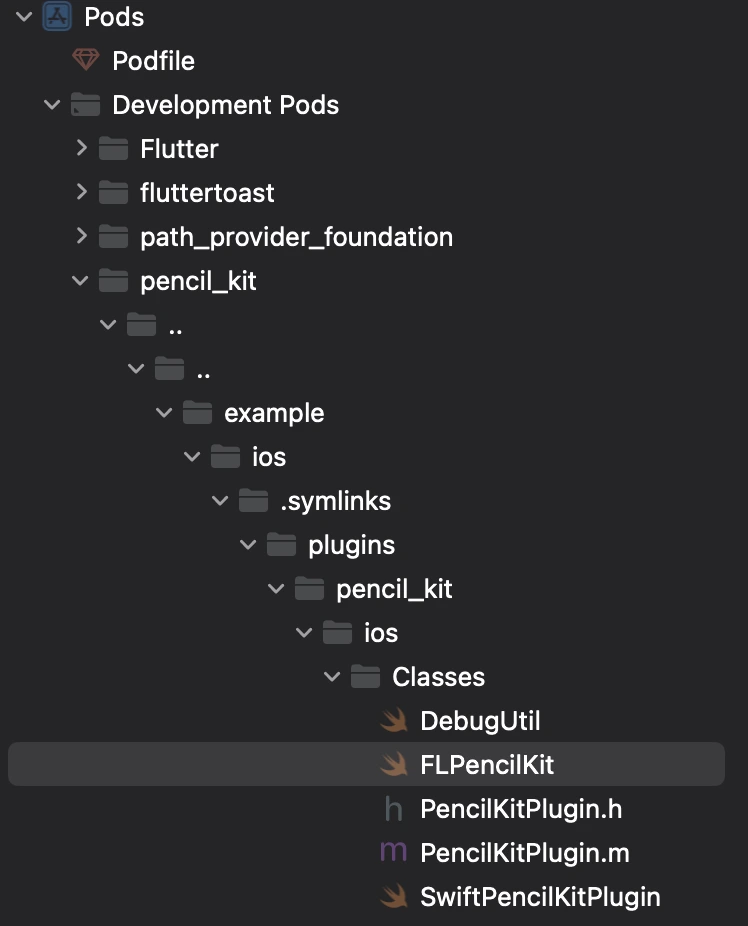 Pods
Podfile
Development Pods
Flutter
fluttertoast
path_provider_foundation
pencil_kit
..
..
example
ios
.symlinks
plugins
pencil_kit
ios
Classes
DebugUtil
FLPencilKit
h PencilKitPlugin.h
m PencilKitPlugin.m
SwiftPencilKitPlugin